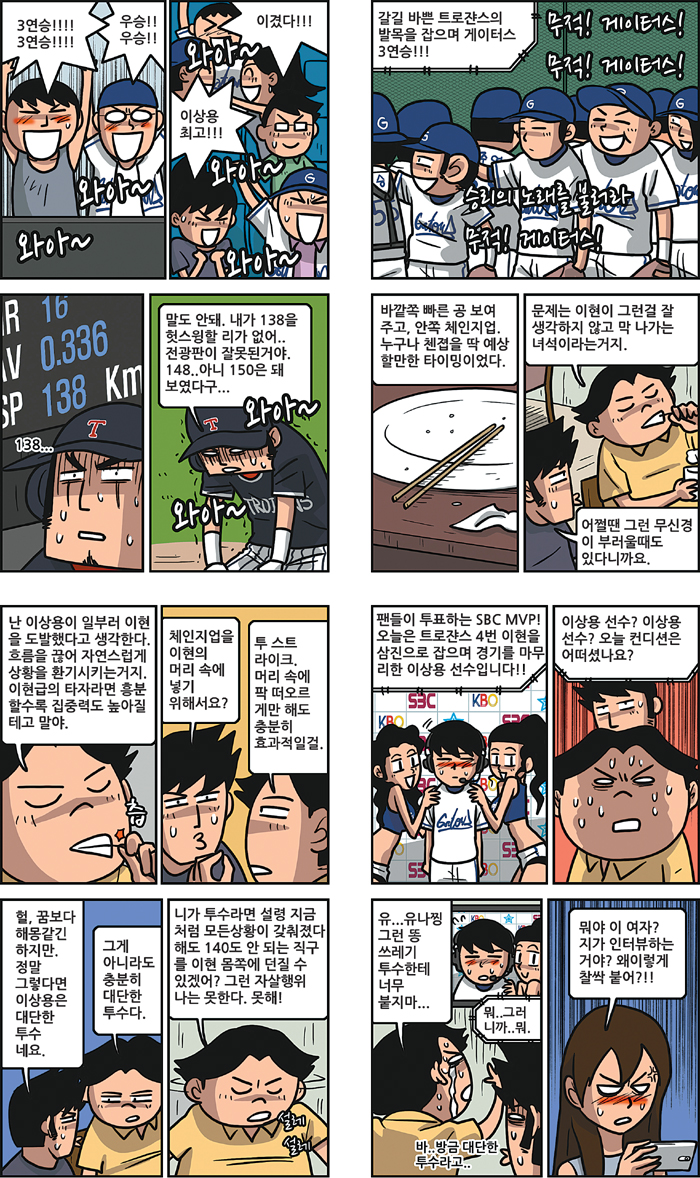 3연승!!!!
3연승!!!!
우승!!
우승!!
와아~
와아~
이겼다!!!
와아~
이상용
최고!!!
와아~
와아~
G
G
갈길 바쁜 트로쟌스의
발목을 잡으며 게이터스
3연승!!!
무적! 게이터스!
무적! 게이터스!
승리의 노래를 불러라
무적! 게이터스!
G
Gators
16
AV 0.336
SP 138 Km
T
138...
말도 안돼. 내가 138을
헛스윙할 리가 없어..
전광판이 잘못된거야.
148..아니 150은 돼
보였다구...
와아~
와아~
T
바깥쪽 빠른 공 보여
주고, 안쪽 체인지업.
누구나 첸접을 딱 예상
할만한 타이밍이었다.
문제는 이현이 그런걸 잘
생각하지 않고 막 나가는
녀석이라는거지.
어쩔땐 그런 무신경
이 부러울때도
있다니까요.
난 이상용이 일부러 이현
을 도발했다고 생각한다.
흐름을 끊어 자연스럽게
상황을 환기시키는거지.
이현급의 타자라면 흥분
할수록 집중력도 높아질
테고 말야.
츱
체인지업을
이현의
머리 속에
넣기
위해서요?
투 스트
라이크.
머리 속에
팍 떠오르
게만 해도
충분히
효과적일걸.
팬들이 투표하는 SBC MVP!
오늘은 트로쟌스 4번 이현을
삼진으로 잡으며 경기를 마무
리한 이상용 선수입니다!!
SBC
KBO
Gators
이상용 선수? 이상용
선수? 오늘 컨디션은
어떠셨나요?
헐, 꿈보다
해몽같긴
하지만.
정말
그렇다면
이상용은
대단한
투수
네요.
그게
아니라도
충분히
대단한
투수다.
니가 투수라면 설령 지금
처럼 모든상황이 갖춰졌다
해도 140도 안 되는 직구
를 이현 몸쪽에 던질 수
있겠어? 그런 자살행위
나는 못한다. 못해!
설레
설레
유...유나찡
그런 똥
쓰레기
투수한테
너무
붙지마...
뭐..그러
니까..뭐.
바..방금 대단한
투수라고..
뭐야 이 여자?
지가 인터뷰하는
거야? 왜이렇게
찰싹 붙어?!!